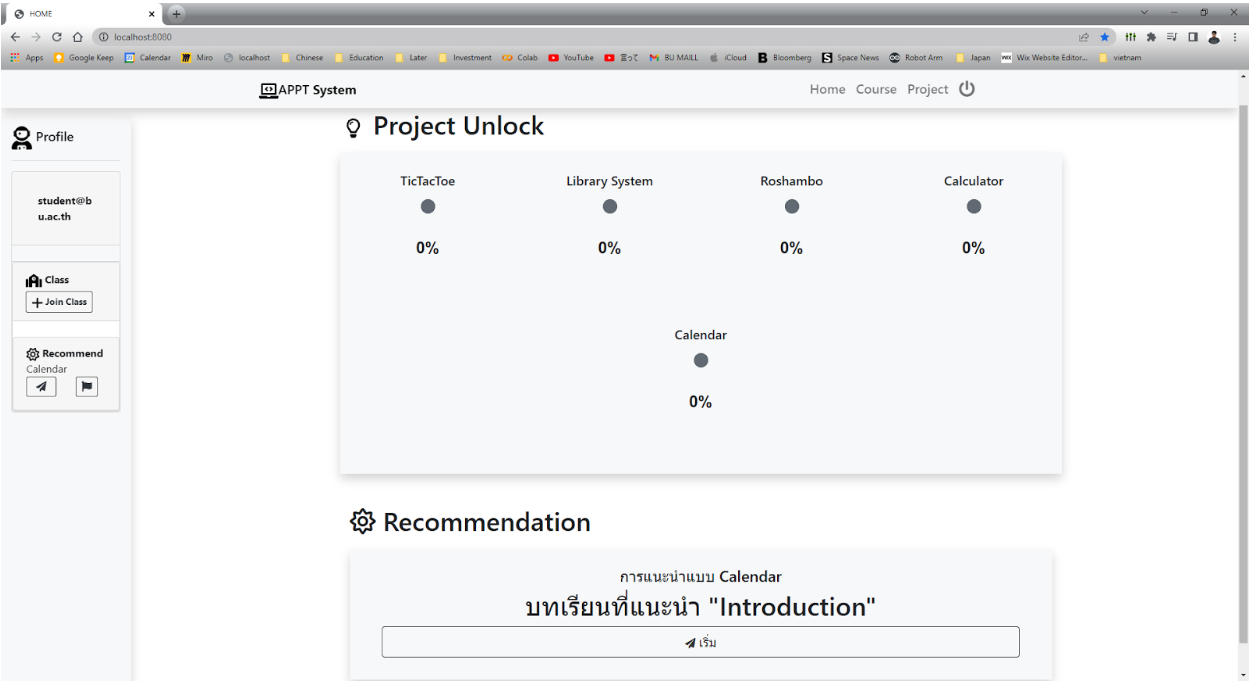 HOME
localhost:8080
Apps Google Keep Calendar Miro localhost Chinese Education Later Investment Colab YouTube BU MAILL iCloud Bloomberg Space News Robot Arm Japan Wix Website Editor... vietnam
APPT System
Home Course Project
Profile
student@b
u.ac.th
Class
Join Class
Recommend
Calendar
Project Unlock
TicTacToe Library System Roshambo Calculator
0% 0% 0% 0%
Calendar
0%
Recommendation
การแนะนำแบบ Calendar
บทเรียนที่แนะนำ "Introduction"
เริ่ม